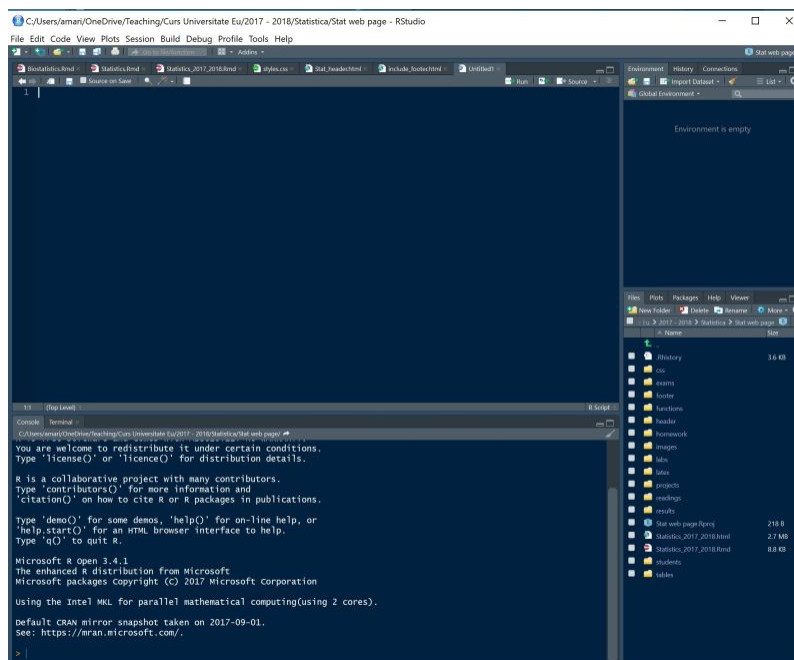 C:/Users/amari/OneDrive/Teaching/Curs Universitate Eu/2017 - 2018/Statistica/Stat web page - RStudio
File Edit Code View Plots Session Build Debug Profile Tools Help
Go to file/function Addins Stat web page
Biostatistics.Rmd Statistics.Rmd Statistics_2017_2018.Rmd styles.css Stat_header.html include_footer.html Untitled1
Source on Save Run Source
1
1:1 (Top Level) R Script
Console Terminal
C:/Users/amari/OneDrive/Teaching/Curs Universitate Eu/2017 - 2018/Statistica/Stat web page/
You are welcome to redistribute it under certain conditions.
Type 'license()' or 'licence()' for distribution details.
R is a collaborative project with many contributors.
Type 'contributors()' for more information and
'citation()' on how to cite R or R packages in publications.
Type 'demo()' for some demos, 'help()' for on-line help, or
'help.start()' for an HTML browser interface to help.
Type 'q()' to quit R.
Microsoft R Open 3.4.1
The enhanced R distribution from Microsoft
Microsoft packages Copyright (C) 2017 Microsoft Corporation
Using the Intel MKL for parallel mathematical computing(using 2 cores).
Default CRAN mirror snapshot taken on 2017-09-01.
See: https://mran.microsoft.com/.
>
Environment History Connections
Import Dataset List
Global Environment
Environment is empty
Files Plots Packages Help Viewer
New Folder Delete Rename More
Eu > 2017 - 2018 > Statistica > Stat web page
Name Size
..
.Rhistory 3.6 KB
css
exams
footer
functions
header
homework
images
labs
latex
projects
readings
results
Stat web page.Rproj 218 B
Statistics_2017_2018.html 2.7 MB
Statistics_2017_2018.Rmd 8.8 KB
students
tables